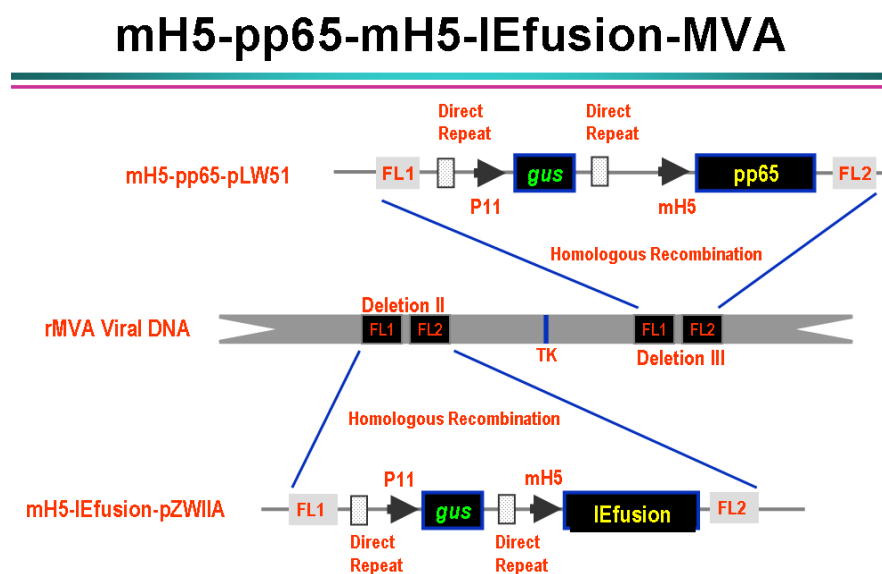 mH5-pp65-mH5-IEfusion-MVA
Direct
Repeat
Direct
Repeat
mH5-pp65-pLW51
FL1
gus
pp65
FL2
P11
mH5
Homologous Recombination
Deletion II
rMVA Viral DNA
FL1
FL2
FL1
FL2
TK
Deletion III
Homologous Recombination
P11
mH5
mH5-IEfusion-pZWIIA
FL1
gus
IEfusion
FL2
Direct
Repeat
Direct
Repeat